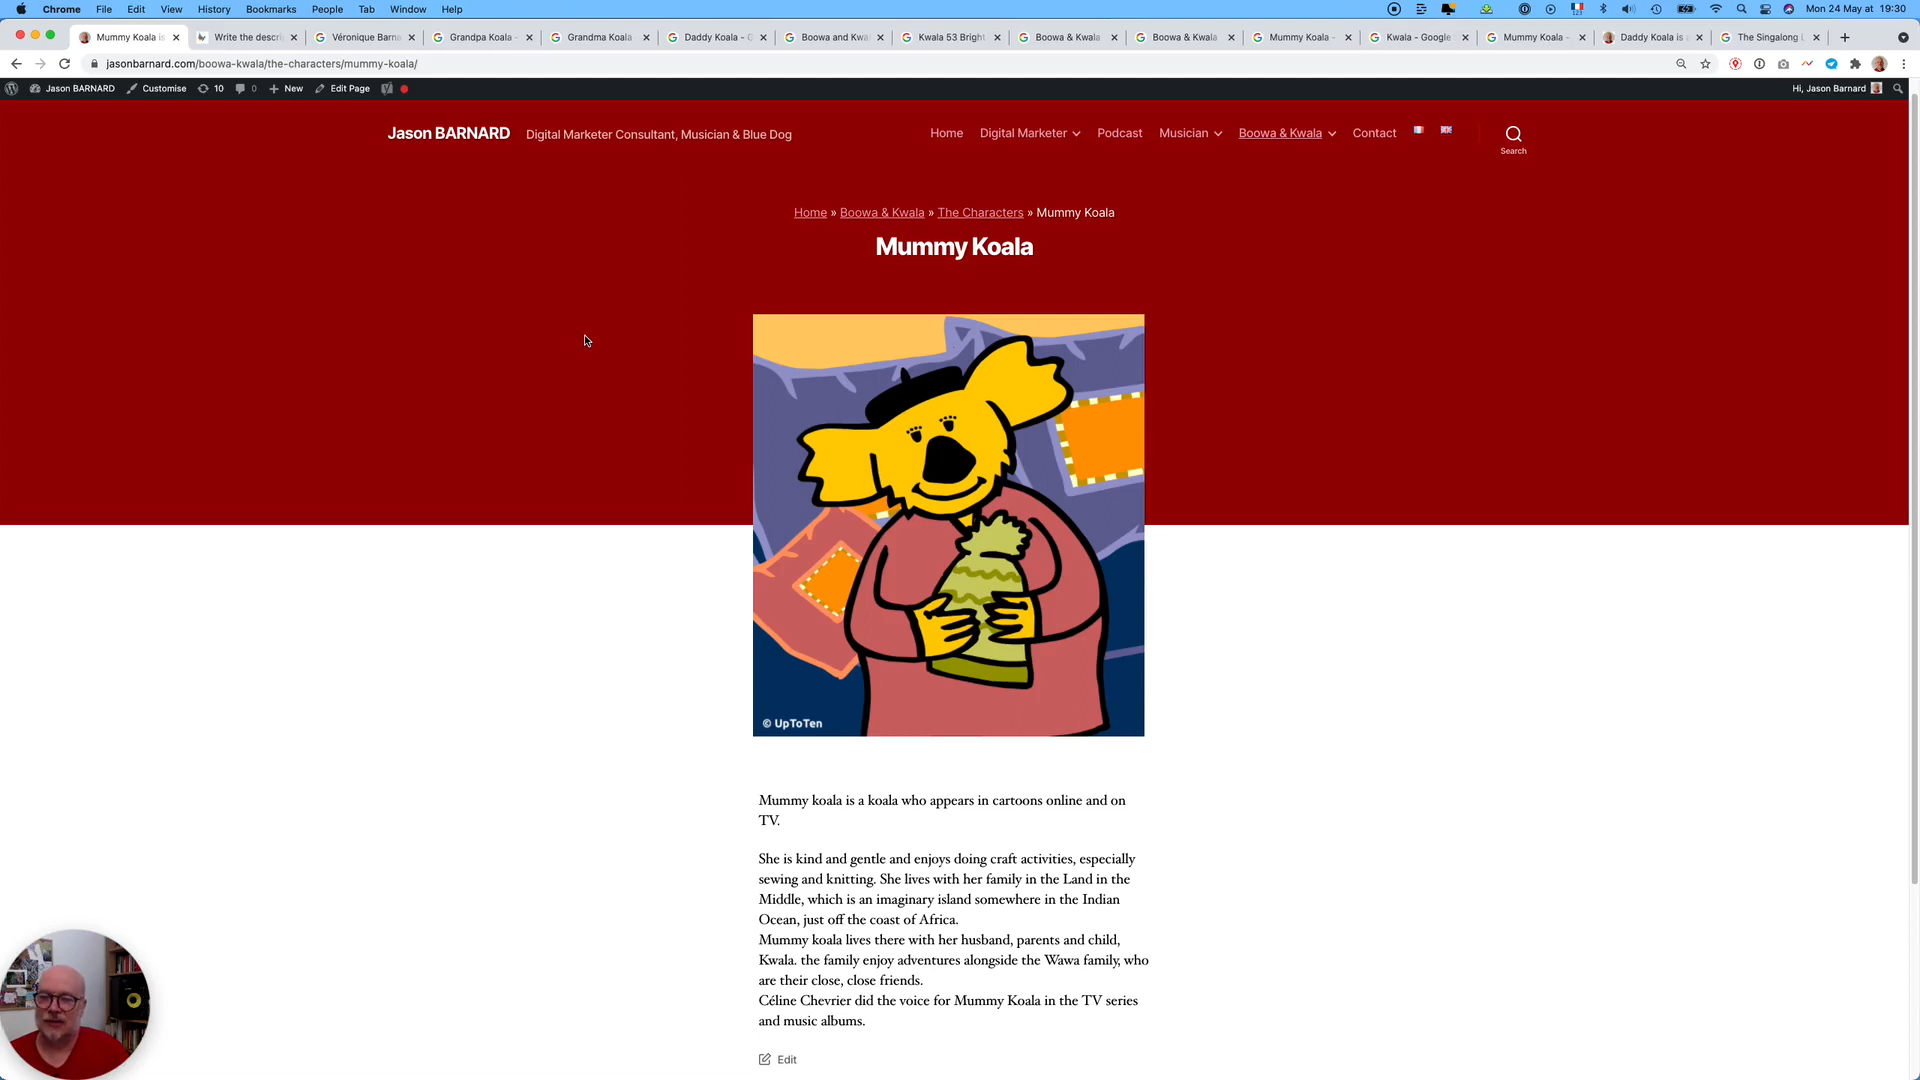 Chrome File Edit View History Bookmarks People Tab Window Help Mon 24 May at 19:30
Mummy Koala is Write the descri Véronique Barna Grandpa Koala - Grandma Koala Daddy Koala - G Boowa and Kwa Kwala 53 Bright Boowa & Kwala Boowa & Kwala Mummy Koala - Kwala - Google Mummy Koala - Daddy Koala is The Singalong
jasonbarnard.com/boowa-kwala/the-characters/mummy-koala/
Jason BARNARD Customise 10 0 New Edit Page Hi, Jason Barnard
Jason BARNARD Digital Marketer Consultant, Musician & Blue Dog Home Digital Marketer Podcast Musician Boowa & Kwala Contact
Search
Home » Boowa & Kwala » The Characters » Mummy Koala
Mummy Koala
© UpToTen
Mummy koala is a koala who appears in cartoons online and on
TV.
She is kind and gentle and enjoys doing craft activities, especially
sewing and knitting. She lives with her family in the Land in the
Middle, which is an imaginary island somewhere in the Indian
Ocean, just off the coast of Africa.
Mummy koala lives there with her husband, parents and child,
Kwala. the family enjoy adventures alongside the Wawa family, who
are their close, close friends.
Céline Chevrier did the voice for Mummy Koala in the TV series
and music albums.
Edit